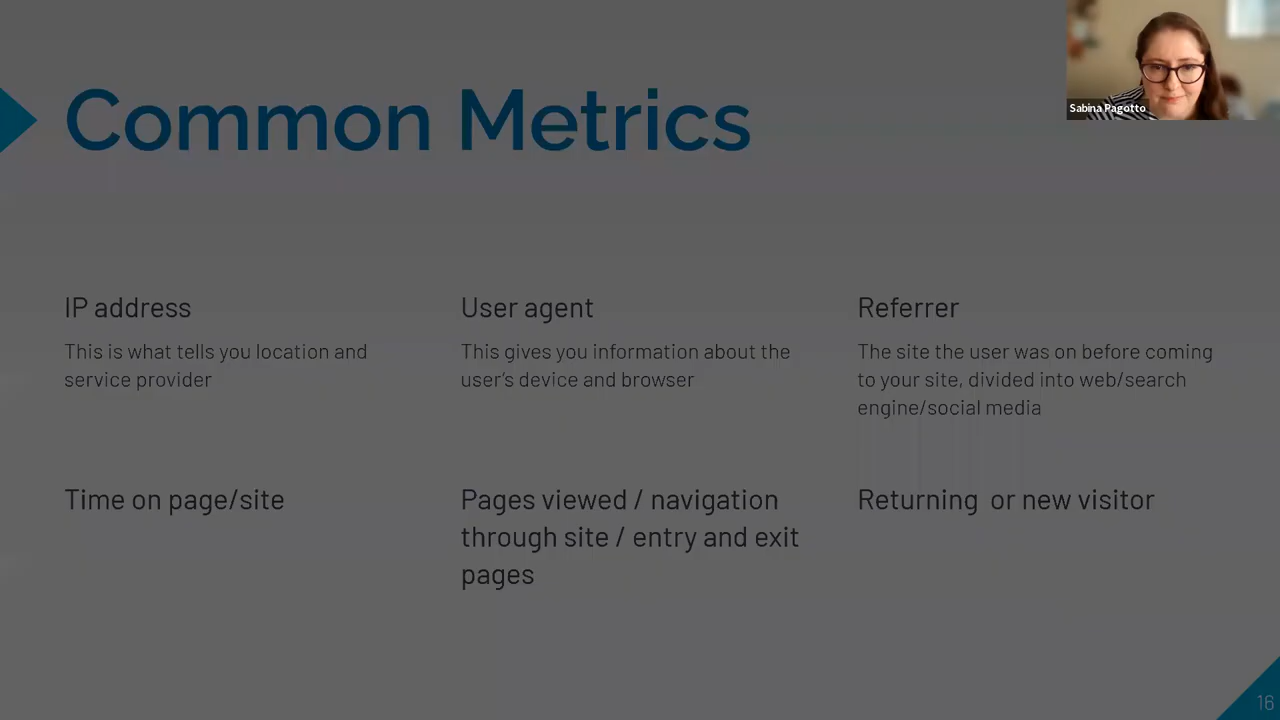 Common Metrics
Sabina Pagotto
IP address
This is what tells you location and
service provider
User agent
This gives you information about the
user's device and browser
Referrer
The site the user was on before coming
to your site, divided into web/search
engine/social media
Time on page/site
Pages viewed / navigation
through site / entry and exit
pages
Returning  or new visitor
16